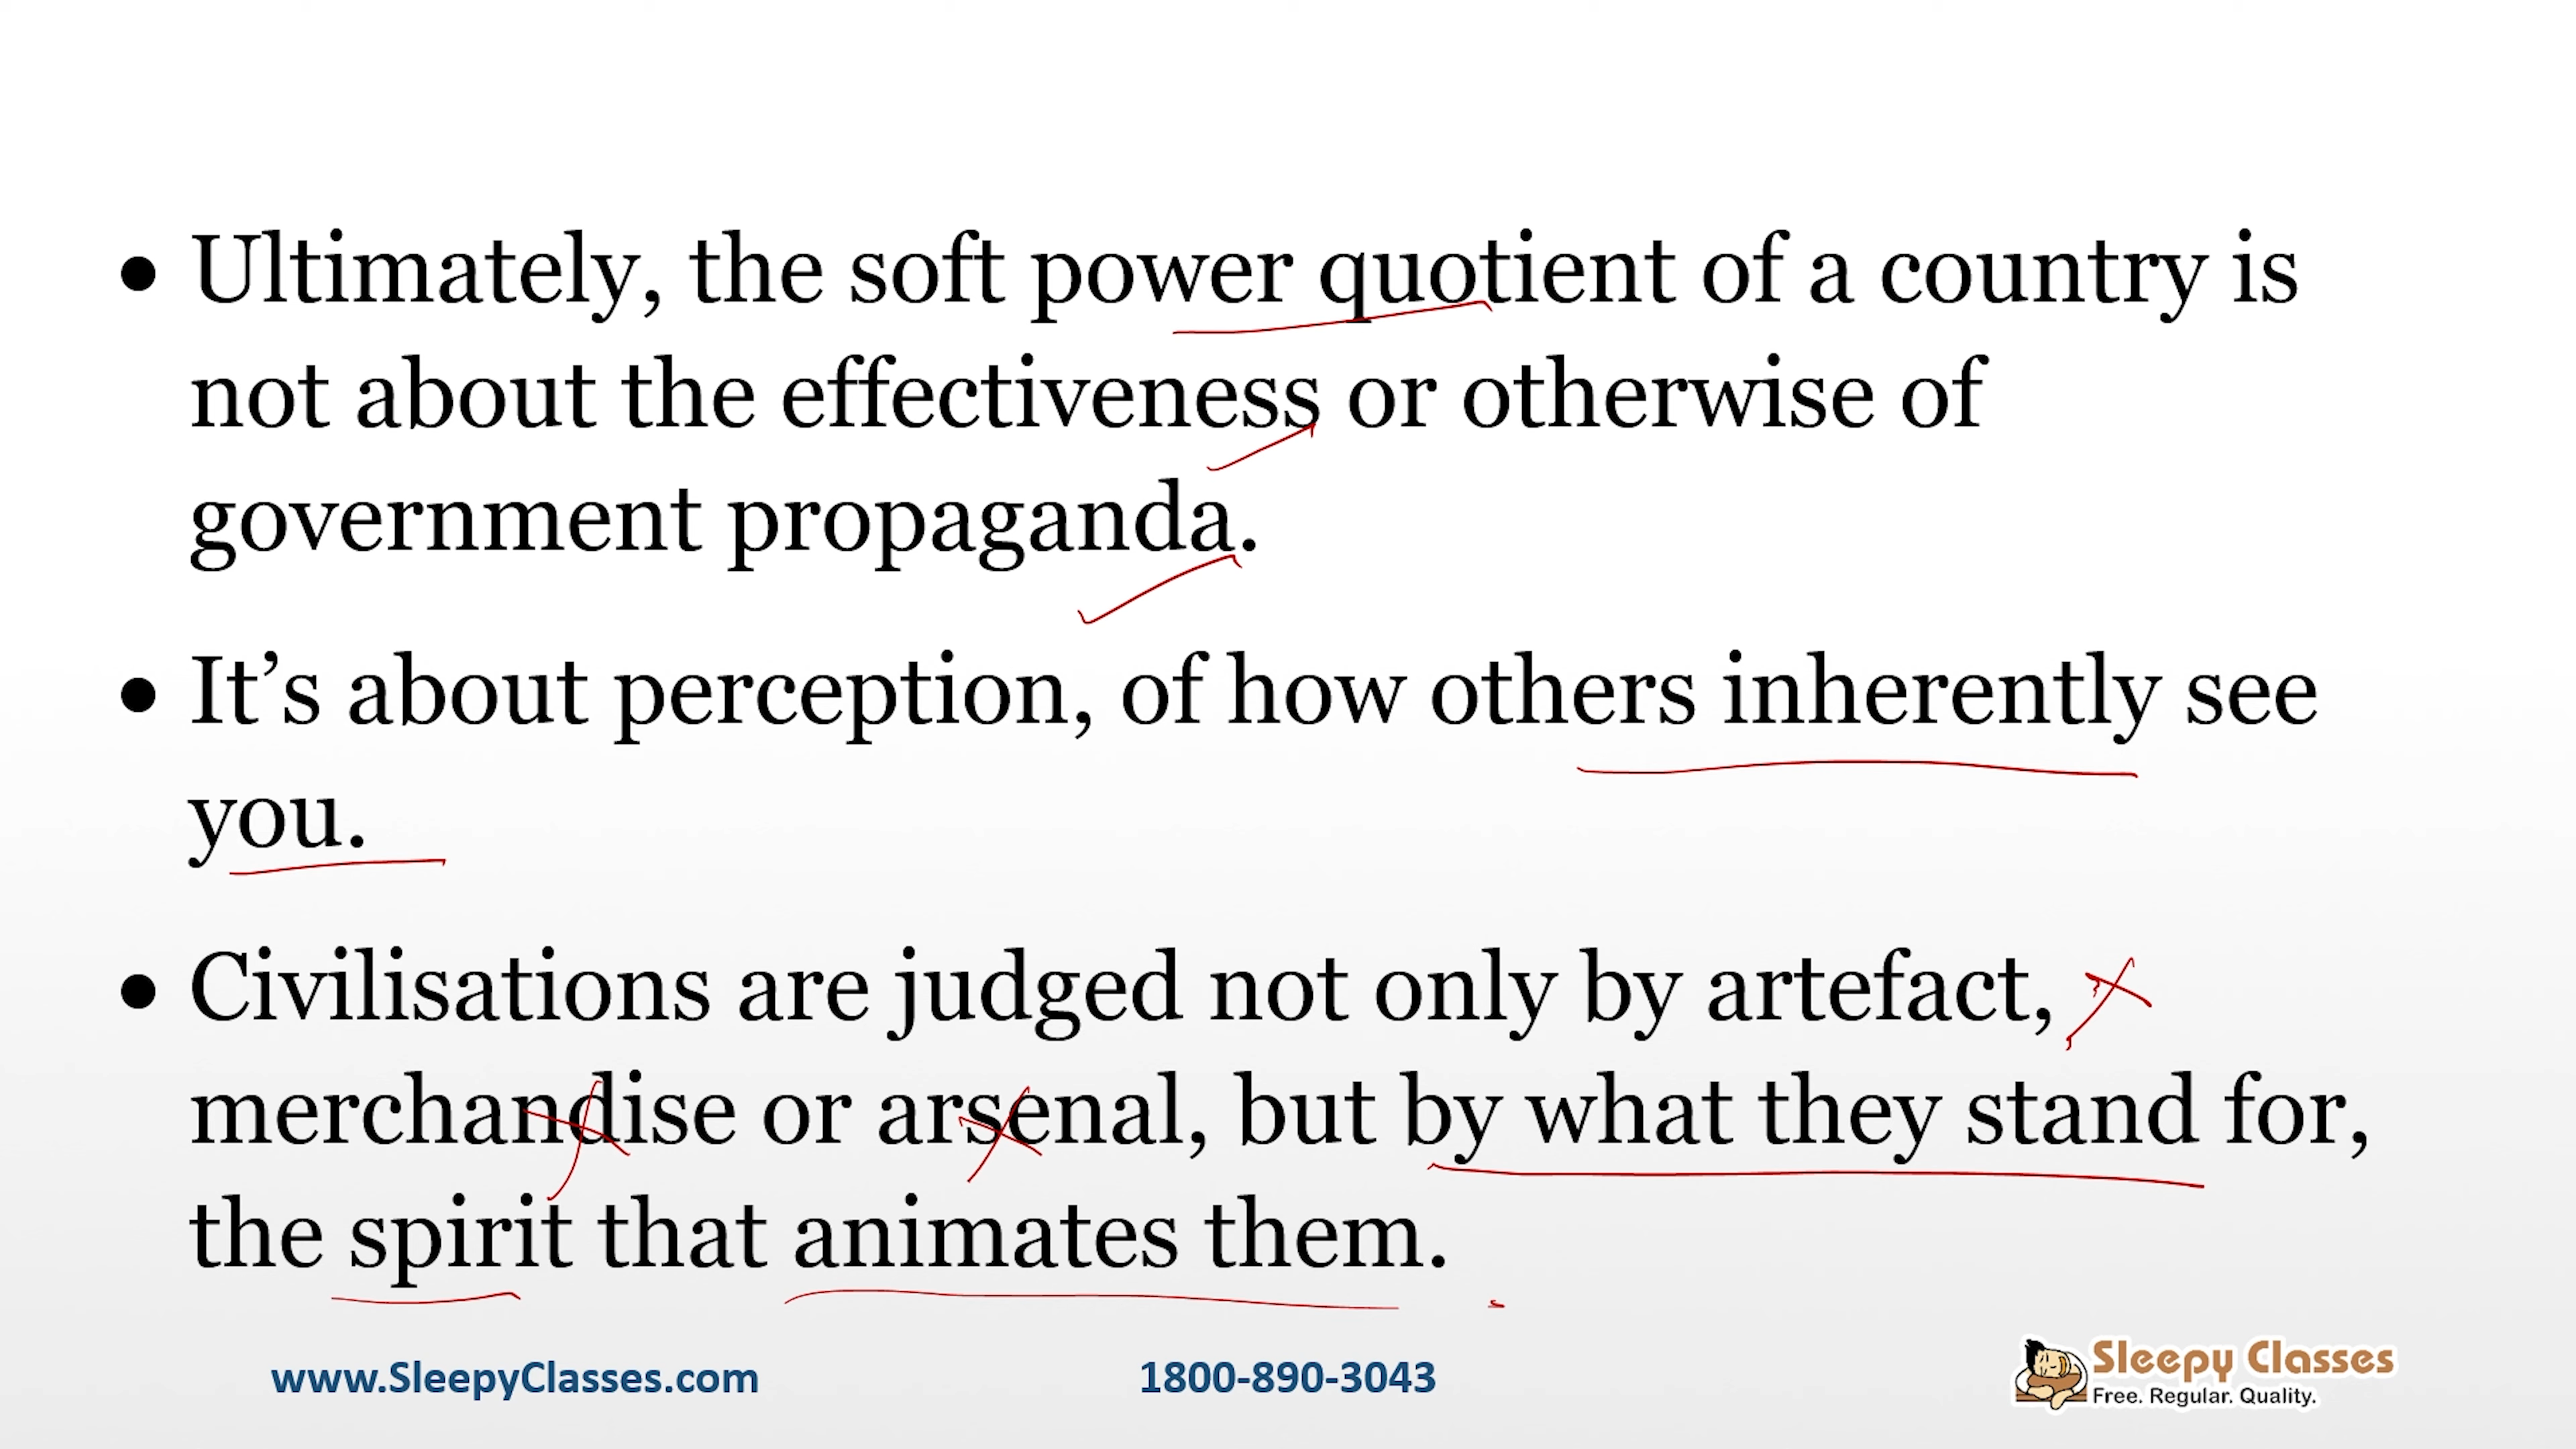 • Ultimately, the soft power quotient of a country is
not about the effectiveness or otherwise of
government propaganda.
• It’s about perception, of how others inherently see
you.
• Civilisations are judged not only by artefact,
merchandise or arsenal, but by what they stand for,
the spirit that animates them.
www.SleepyClasses.com
1800-890-3043
Sleepy Classes
Free. Regular. Quality.